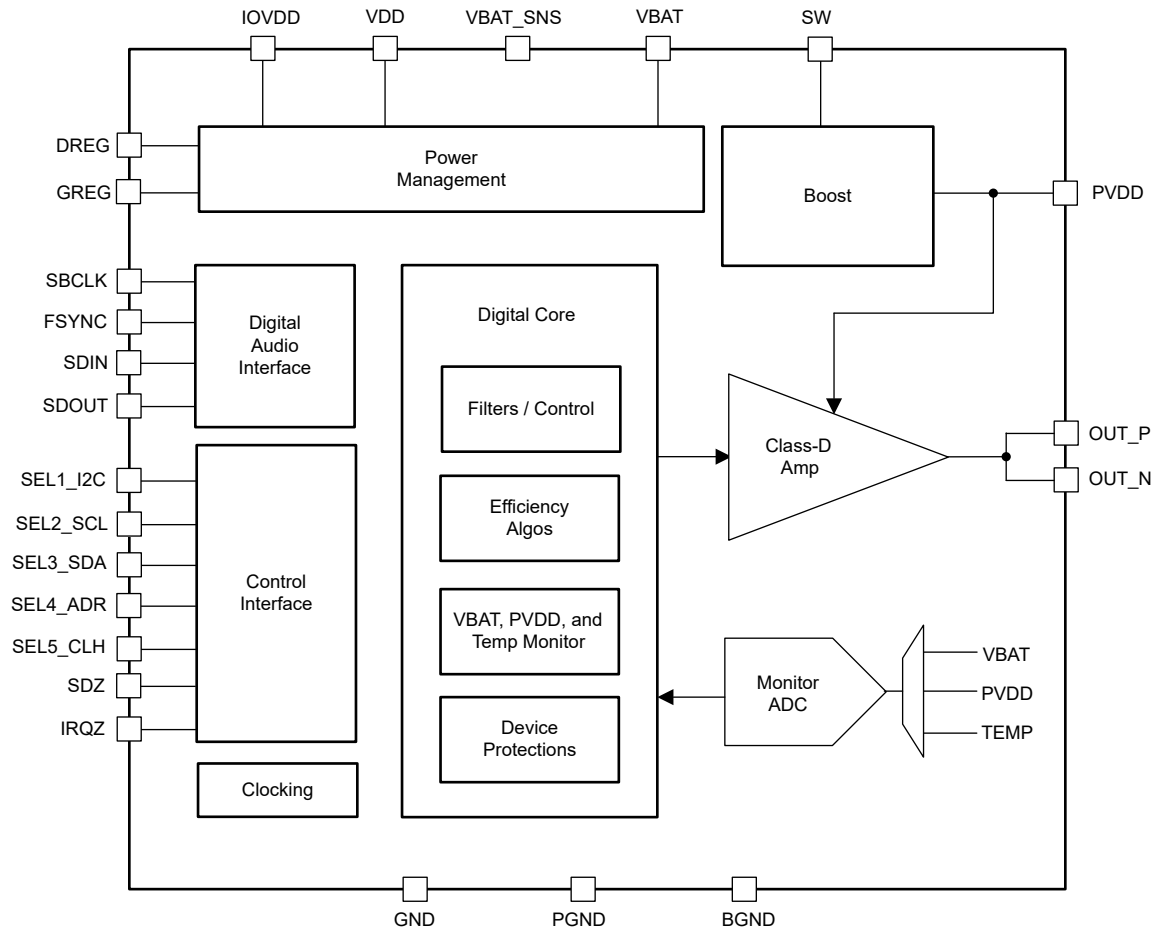 IOVDD
VDD
VBAT_SNS
VBAT
SW
DREG
GREG
Power
Management
Boost
PVDD
SBCLK
FSYNC
SDIN
SDOUT
Digital
Audio
Interface
Digital Core
Filters / Control
Efficiency
Algos
VBAT, PVDD, and
Temp Monitor
Device
Protections
Class-D
Amp
OUT_P
OUT_N
SEL1_I2C
SEL2_SCL
SEL3_SDA
SEL4_ADR
SEL5_CLH
SDZ
IRQZ
Control
Interface
Clocking
Monitor
ADC
VBAT
PVDD
TEMP
GND
PGND
BGND